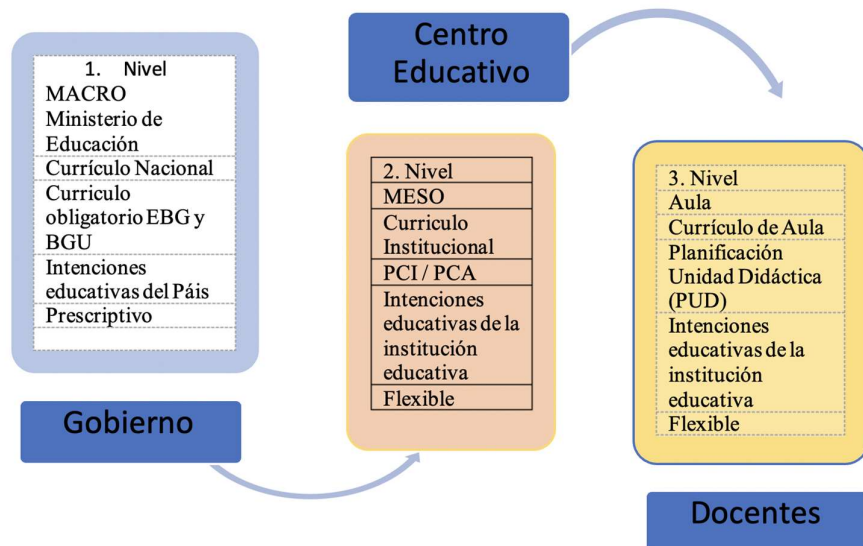 1. Nivel
MACRO
Ministerio de
Educación
Currículo Nacional
Curriculo
obligatorio EBG y
BGU
Intenciones
educativas del Páis
Prescriptivo
Gobierno
Centro
Educativo
2. Nivel
MESO
Curriculo
Institucional
PCI / PCA
Intenciones
educativas de la
institución
educativa
Flexible
3. Nivel
Aula
Currículo de Aula
Planificación
Unidad Didáctica
(PUD)
Intenciones
educativas de la
institución
educativa
Flexible
Docentes